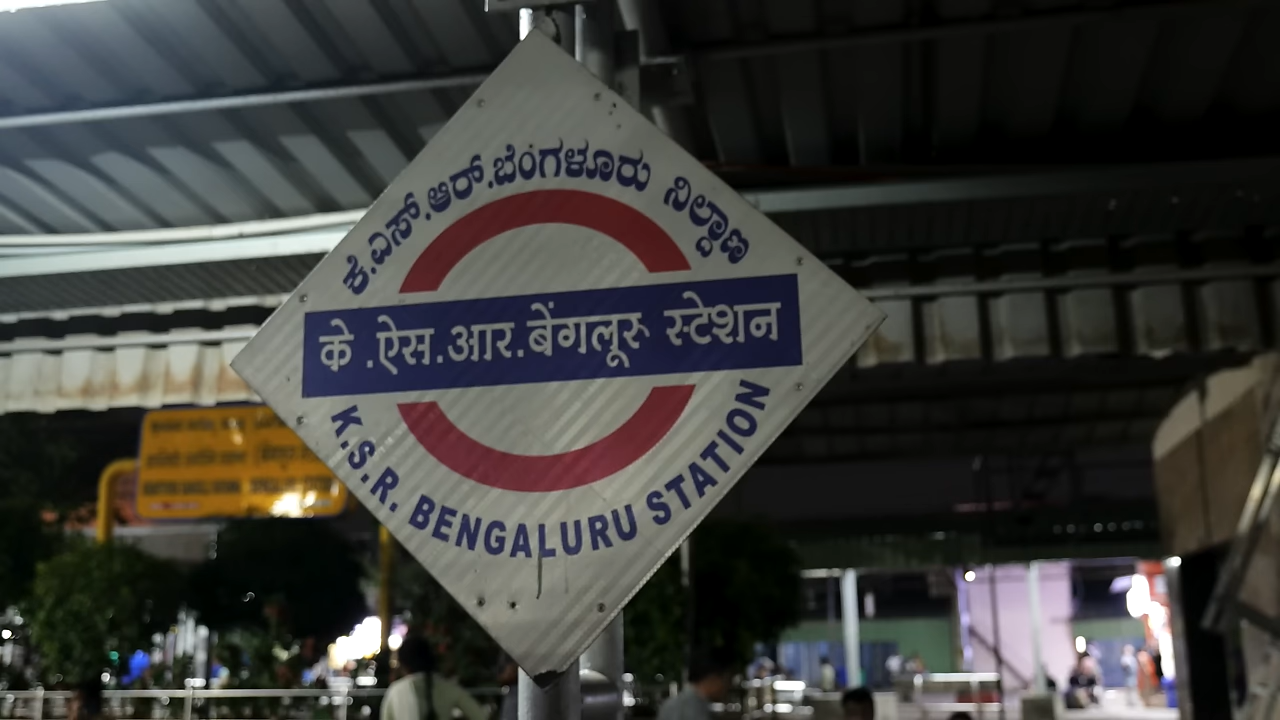 ಕೆ.ಎಸ್.ಆರ್.ಬೆಂಗಳೂರು ನಿಲ್ದಾಣ
के .ऐस.आर.बेंगलूरू स्टेशन
K.S.R. BENGALURU STATION